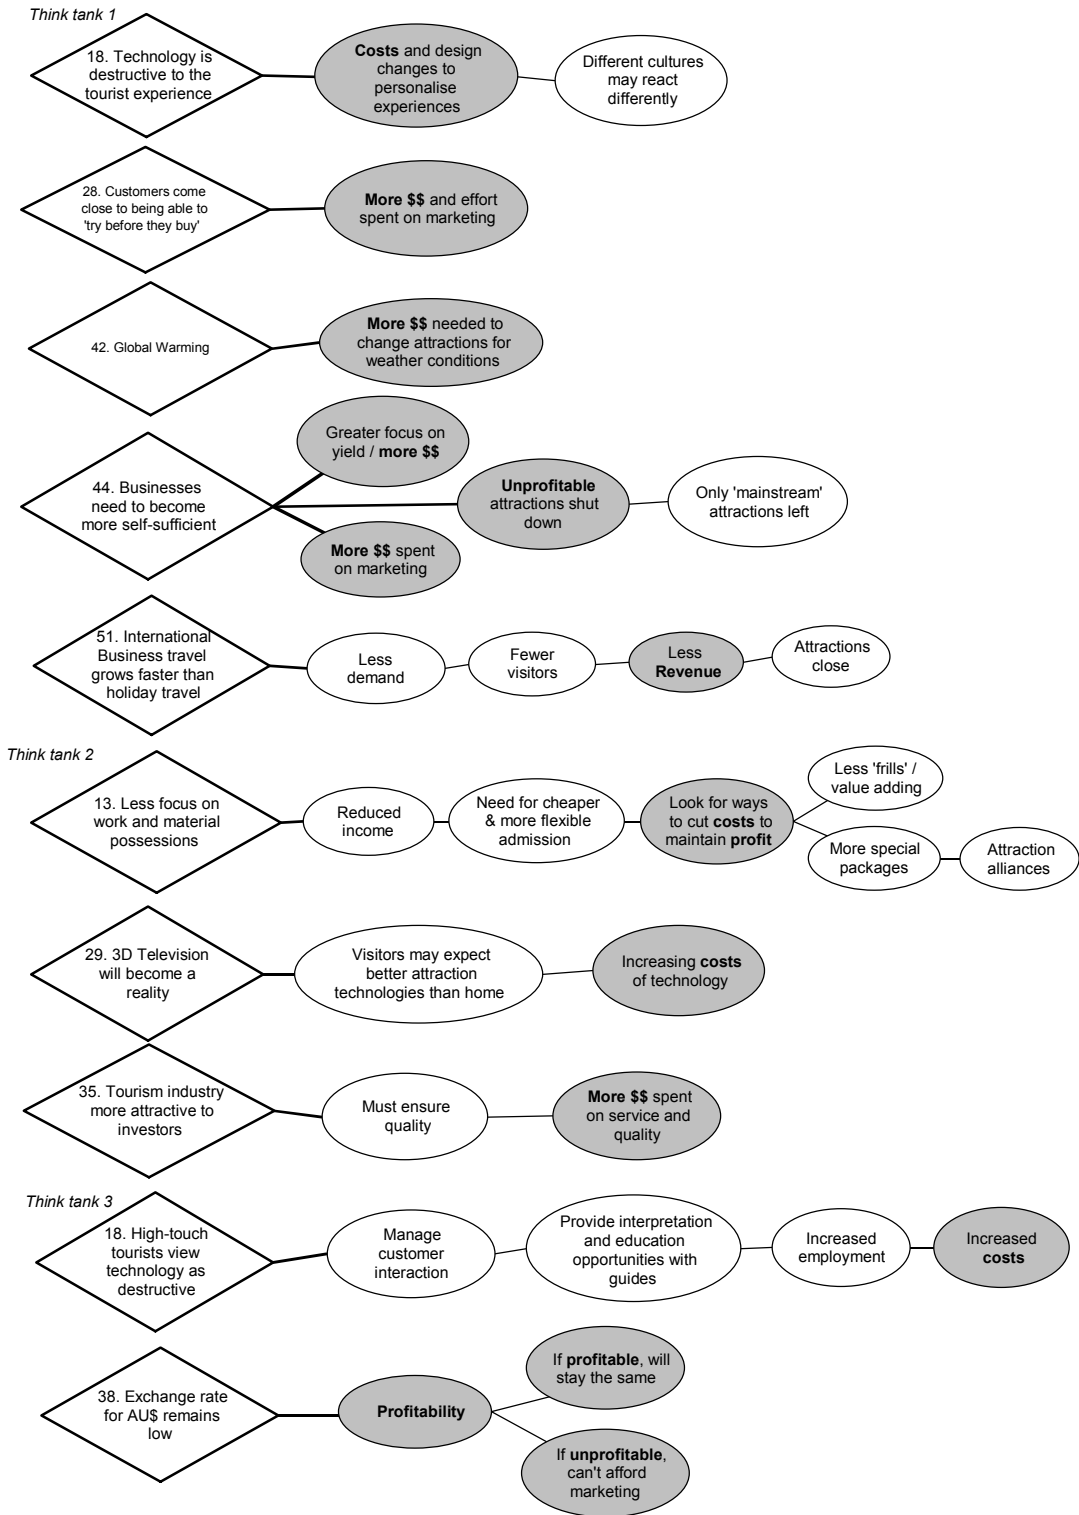 Think tank 1
18. Technology is
destructive to the
tourist experience
Costs and design
changes to
personalise
experiences
Different cultures
may react
differently
28. Customers come
close to being able to
'try before they buy'
More $$ and effort
spent on marketing
42. Global Warming
More $$ needed to
change attractions for
weather conditions
44. Businesses
need to become
more self-sufficient
Greater focus on
yield / more $$
Unprofitable
attractions shut
down
Only 'mainstream'
attractions left
More $$ spent
on marketing
51. International
Business travel
grows faster than
holiday travel
Less
demand
Fewer
visitors
Less
Revenue
Attractions
close
Think tank 2
13. Less focus on
work and material
possessions
Reduced
income
Need for cheaper
& more flexible
admission
Look for ways
to cut costs to
maintain profit
Less 'frills' /
value adding
More special
packages
Attraction
alliances
29. 3D Television
will become a
reality
Visitors may expect
better attraction
technologies than home
Increasing costs
of technology
35. Tourism industry
more attractive to
investors
Must ensure
quality
More $$ spent
on service and
quality
Think tank 3
18. High-touch
tourists view
technology as
destructive
Manage
customer
interaction
Provide interpretation
and education
opportunities with
guides
Increased
employment
Increased
costs
38. Exchange rate
for AU$ remains
low
Profitability
If profitable, will
stay the same
If unprofitable,
can't afford
marketing